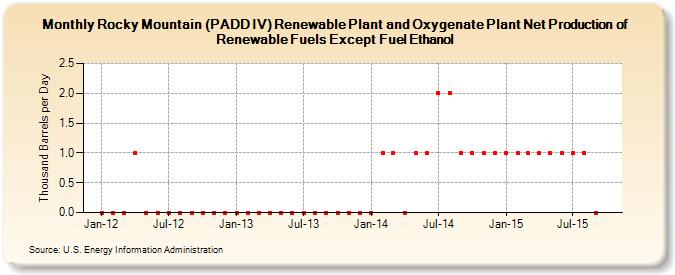 Monthly Rocky Mountain (PADD IV) Renewable Plant and Oxygenate Plant Net Production of
Renewable Fuels Except Fuel Ethanol
Thousand Barrels per Day
2.5
2.0
1.5
1.0
0.5
0.0
Jan-12 Jul-12 Jan-13 Jul-13 Jan-14 Jul-14 Jan-15 Jul-15
Source: U.S. Energy Information Administration